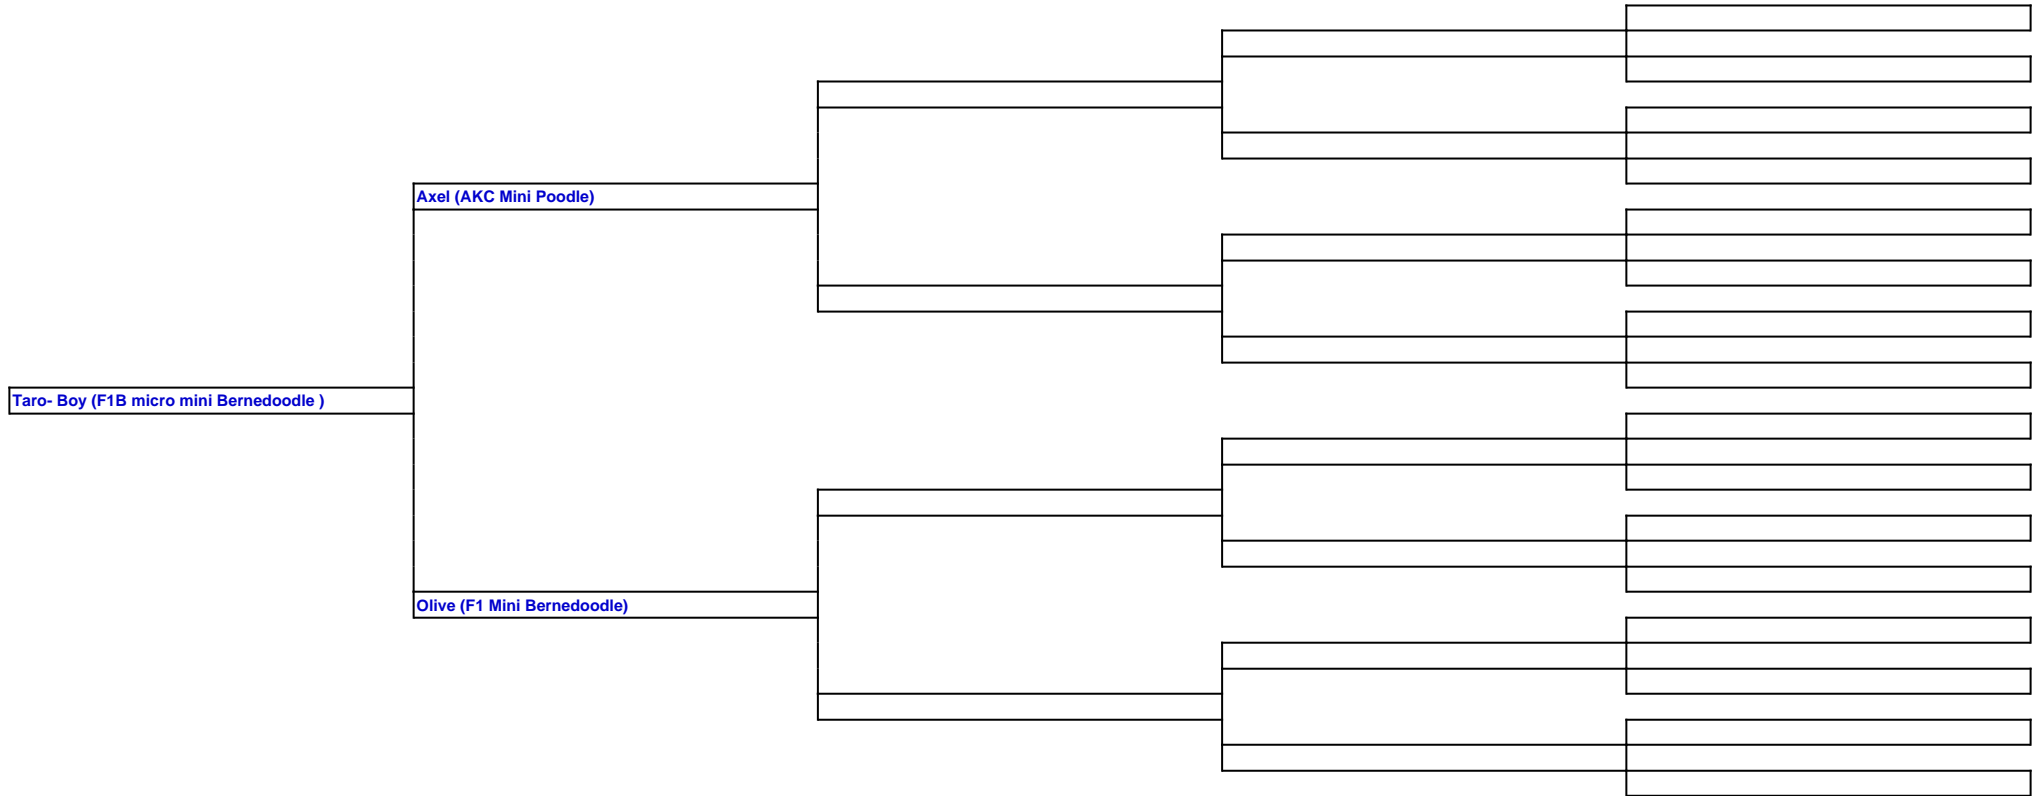 Axel (AKC Mini Poodle)
Taro- Boy (F1B micro mini Bernedoodle )
Olive (F1 Mini Bernedoodle)